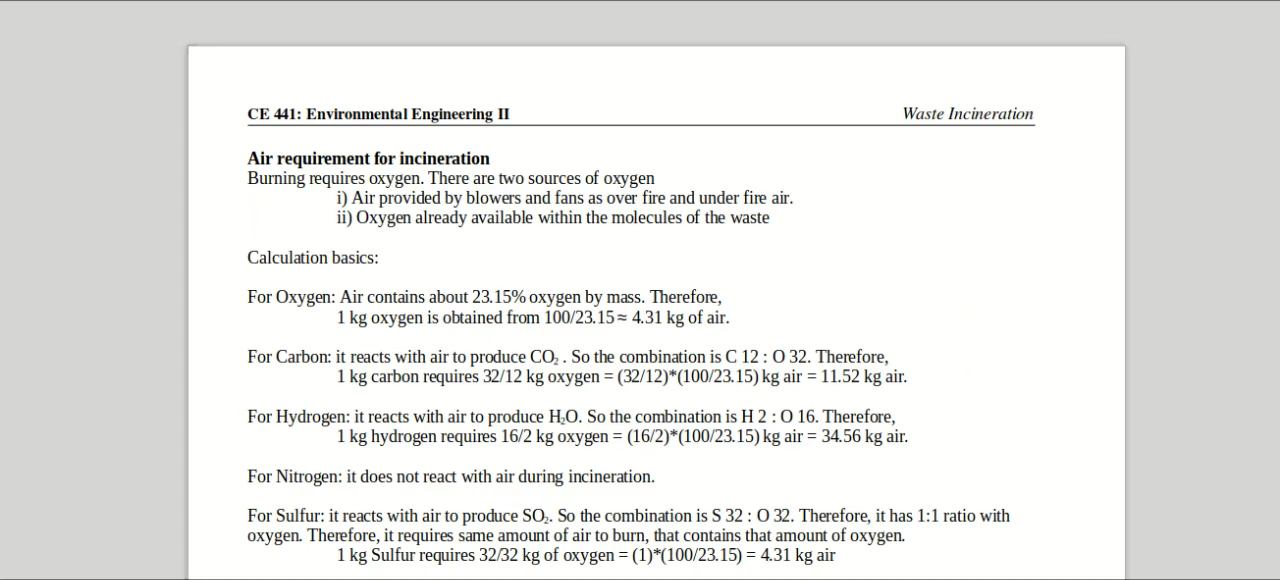 CE 441: Environmental Engineering II Waste Incineration
Air requirement for incineration
Burning requires oxygen. There are two sources of oxygen
i) Air provided by blowers and fans as over fire and under fire air.
ii) Oxygen already available within the molecules of the waste
Calculation basics:
For Oxygen: Air contains about 23.15% oxygen by mass. Therefore,
1 kg oxygen is obtained from 100/23.15 ≈ 4.31 kg of air.
For Carbon: it reacts with air to produce CO₂ . So the combination is C 12 : O 32. Therefore,
1 kg carbon requires 32/12 kg oxygen = (32/12)*(100/23.15) kg air = 11.52 kg air.
For Hydrogen: it reacts with air to produce H₂O. So the combination is H 2 : O 16. Therefore,
1 kg hydrogen requires 16/2 kg oxygen = (16/2)*(100/23.15) kg air = 34.56 kg air.
For Nitrogen: it does not react with air during incineration.
For Sulfur: it reacts with air to produce SO₂. So the combination is S 32 : O 32. Therefore, it has 1:1 ratio with
oxygen. Therefore, it requires same amount of air to burn, that contains that amount of oxygen.
1 kg Sulfur requires 32/32 kg of oxygen = (1)*(100/23.15) = 4.31 kg air